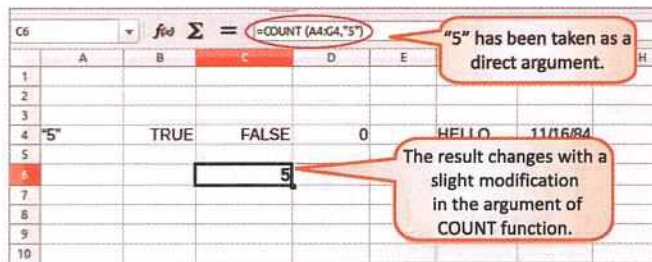 C6 f(x) Σ = =COUNT (A4:G4,"5")
"5" has been taken as a
direct argument.
A B C D E H
1
2
3
4 "5" TRUE FALSE 0 HELLO 11/16/84
5
6 5
7
8
9
10
The result changes with a
slight modification
in the argument of
COUNT function.